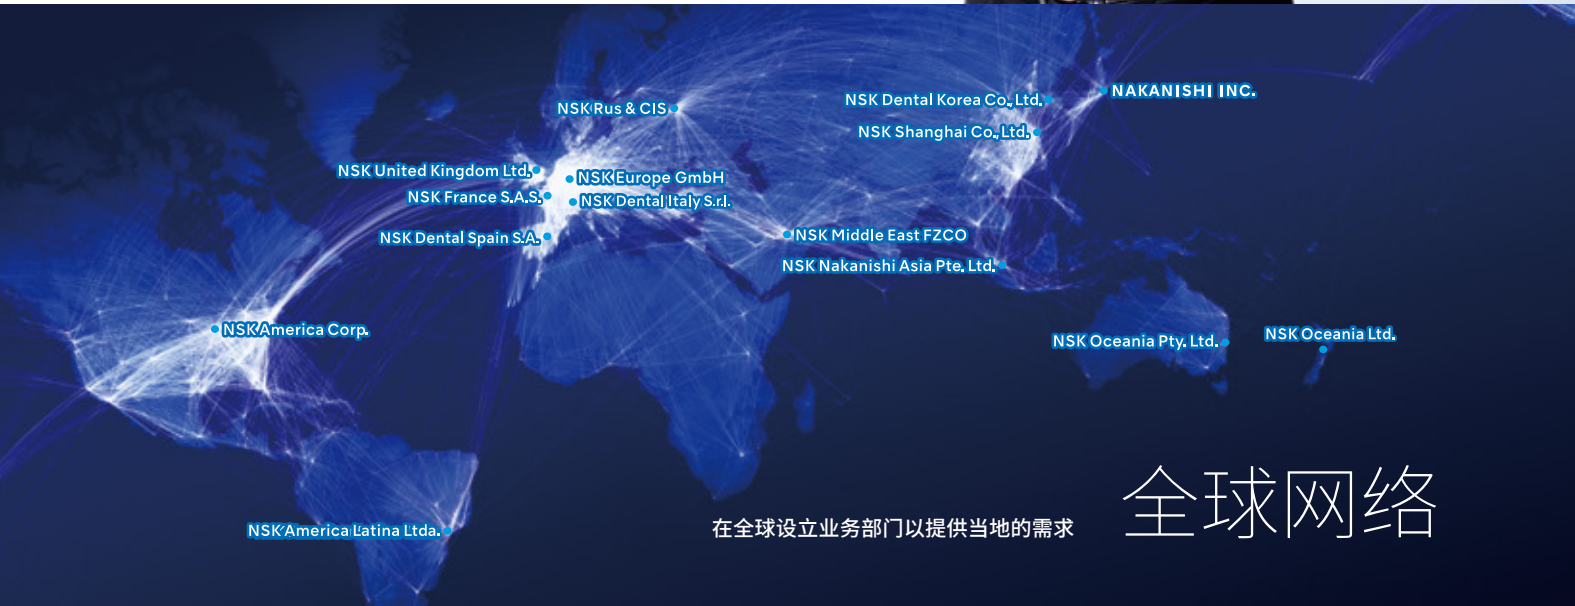 NAKANISHI INC.
NSK Dental Korea Co., Ltd.
NSK Rus & CIS
NSK Shanghai Co., Ltd.
NSK United Kingdom Ltd.
NSK Europe GmbH
NSK France S.A.S.
NSK Dental Italy S.r.l.
NSK Dental Spain S.A.
NSK Middle East FZCO
NSK Nakanishi Asia Pte. Ltd.
NSK America Corp.
NSK Oceania Pty. Ltd.
NSK Oceania Ltd.
NSK America Latina Ltda.
全球网络
在全球设立业务部门以提供当地的需求